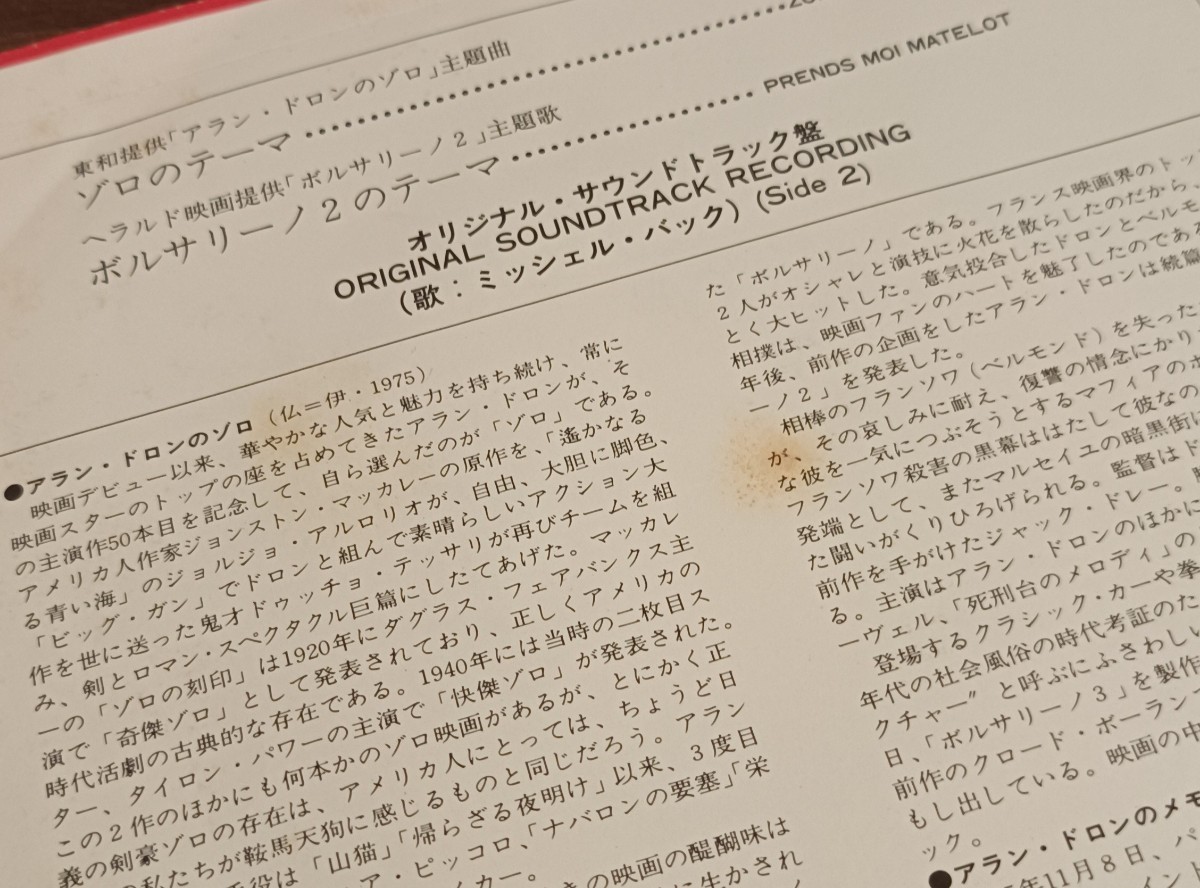 東和提供「アラン・ドロンのゾロ」主題曲
ゾロのテーマ
ヘラルド映画提供「ボルサリーノ2」主題歌
ボルサリーノ2のテーマ PRENDS MOI MATELOT
オリジナル・サウンドトラック盤
ORIGINAL SOUNDTRACK RECORDING
(歌：ミッシェル・バック) (Side 2)
●アラン・ドロンのゾロ (仏＝伊・1975)
映画デビュー以来、華やかな人気と魅力を持ち続け、常に
映画スターのトップの座を占めてきたアラン・ドロンが、そ
の主演作50本目を記念して、自ら選んだのが「ゾロ」である。
アメリカ人作家ジョンストン・マッカレーの原作を、「遙かな
る青い海」のジョルジョ・アルロリオが、自由、大胆に脚色、
「ビッグ・ガン」でドロンと組んで素晴らしいアクション大
作を世に送った鬼才ドゥッチョ・テッサリが再びチームを組
み、剣とロマン・スペクタクル巨篇にしたてあげた。マッカレ
ーの「ゾロの刻印」は1920年にダグラス・フェアバンクス主
演で「奇傑ゾロ」として発表されており、正しくアメリカの
時代活劇の古典的な存在である。1940年には当時の二枚目ス
ター、タイロン・パワーの主演で「快傑ゾロ」が発表された。
この2作のほかにも何本かのゾロ映画があるが、とにかく正
義の剣豪ゾロの存在は、アメリカ人にとっては、ちょうど日
の私たちが鞍馬天狗に感じるものと同じだろう。アラン
役は「山猫」「帰らざる夜明け」以来、3度目
ア・ピッコロ、「ナバロンの要塞」「栄
イカー。
の映画の醍醐味は
に生かされ
た「ボルサリーノ」である。フランス映画界のトッ
2人がオシャレと演技に火花を散らしたのだから、
とく大ヒットした。意気投合したドロンとベルモ
相撲は、映画ファンのハートを魅了したのである
年後、前作の企画をしたアラン・ドロンは続篇
ーノ2」を発表した。
相棒のフランソワ(ベルモンド)を失った
が、その哀しみに耐え、復讐の情念にかり
な彼を一気につぶそうとするマフィアのボ
フランソワ殺害の黒幕ははたして彼なの
発端として、またマルセイユの暗黒街に
た闘いがくりひろげられる。監督はド
前作を手がけたジャック・ドレー。
る。主演はアラン・ドロンのほかに
ーヴェル、「死刑台のメロディ」の
登場するクラシック・カーや拳
年代の社会風俗の時代考証のた
クチャー〟と呼ぶにふさわし
日、「ボルサリーノ3」を製作
前作のクロード・ボーラン
もし出している。映画の中
ック。
●アラン・ドロンのメモ
年11月8日、パ